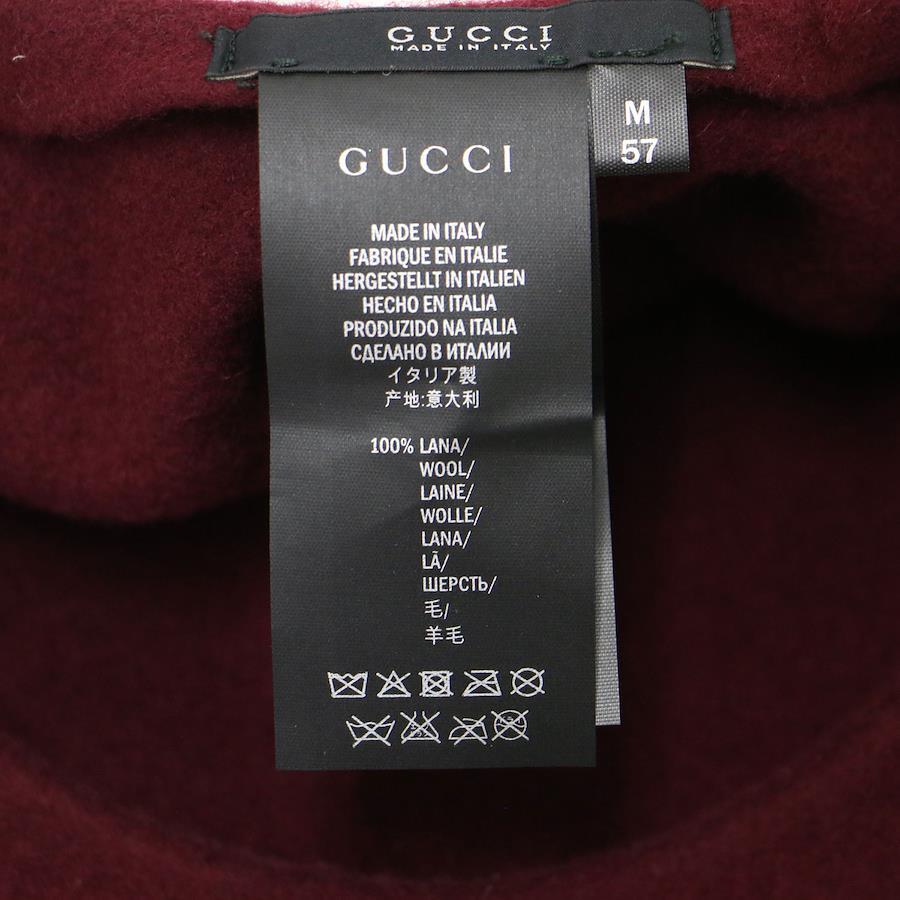 GUCCI
MADE IN ITALY
M
57
GUCCI
MADE IN ITALY
FABRIQUE EN ITALIE
HERGESTELLT IN ITALIEN
HECHO EN ITALIA
PRODUZIDO NA ITALIA
СДЕЛАНО В ИТАЛИИ
イタリア製
产地:意大利
100% LANA/
WOOL/
LAINE/
WOLLE/
LANA/
LÃ/
ШЕРСТЬ/
毛/
羊毛